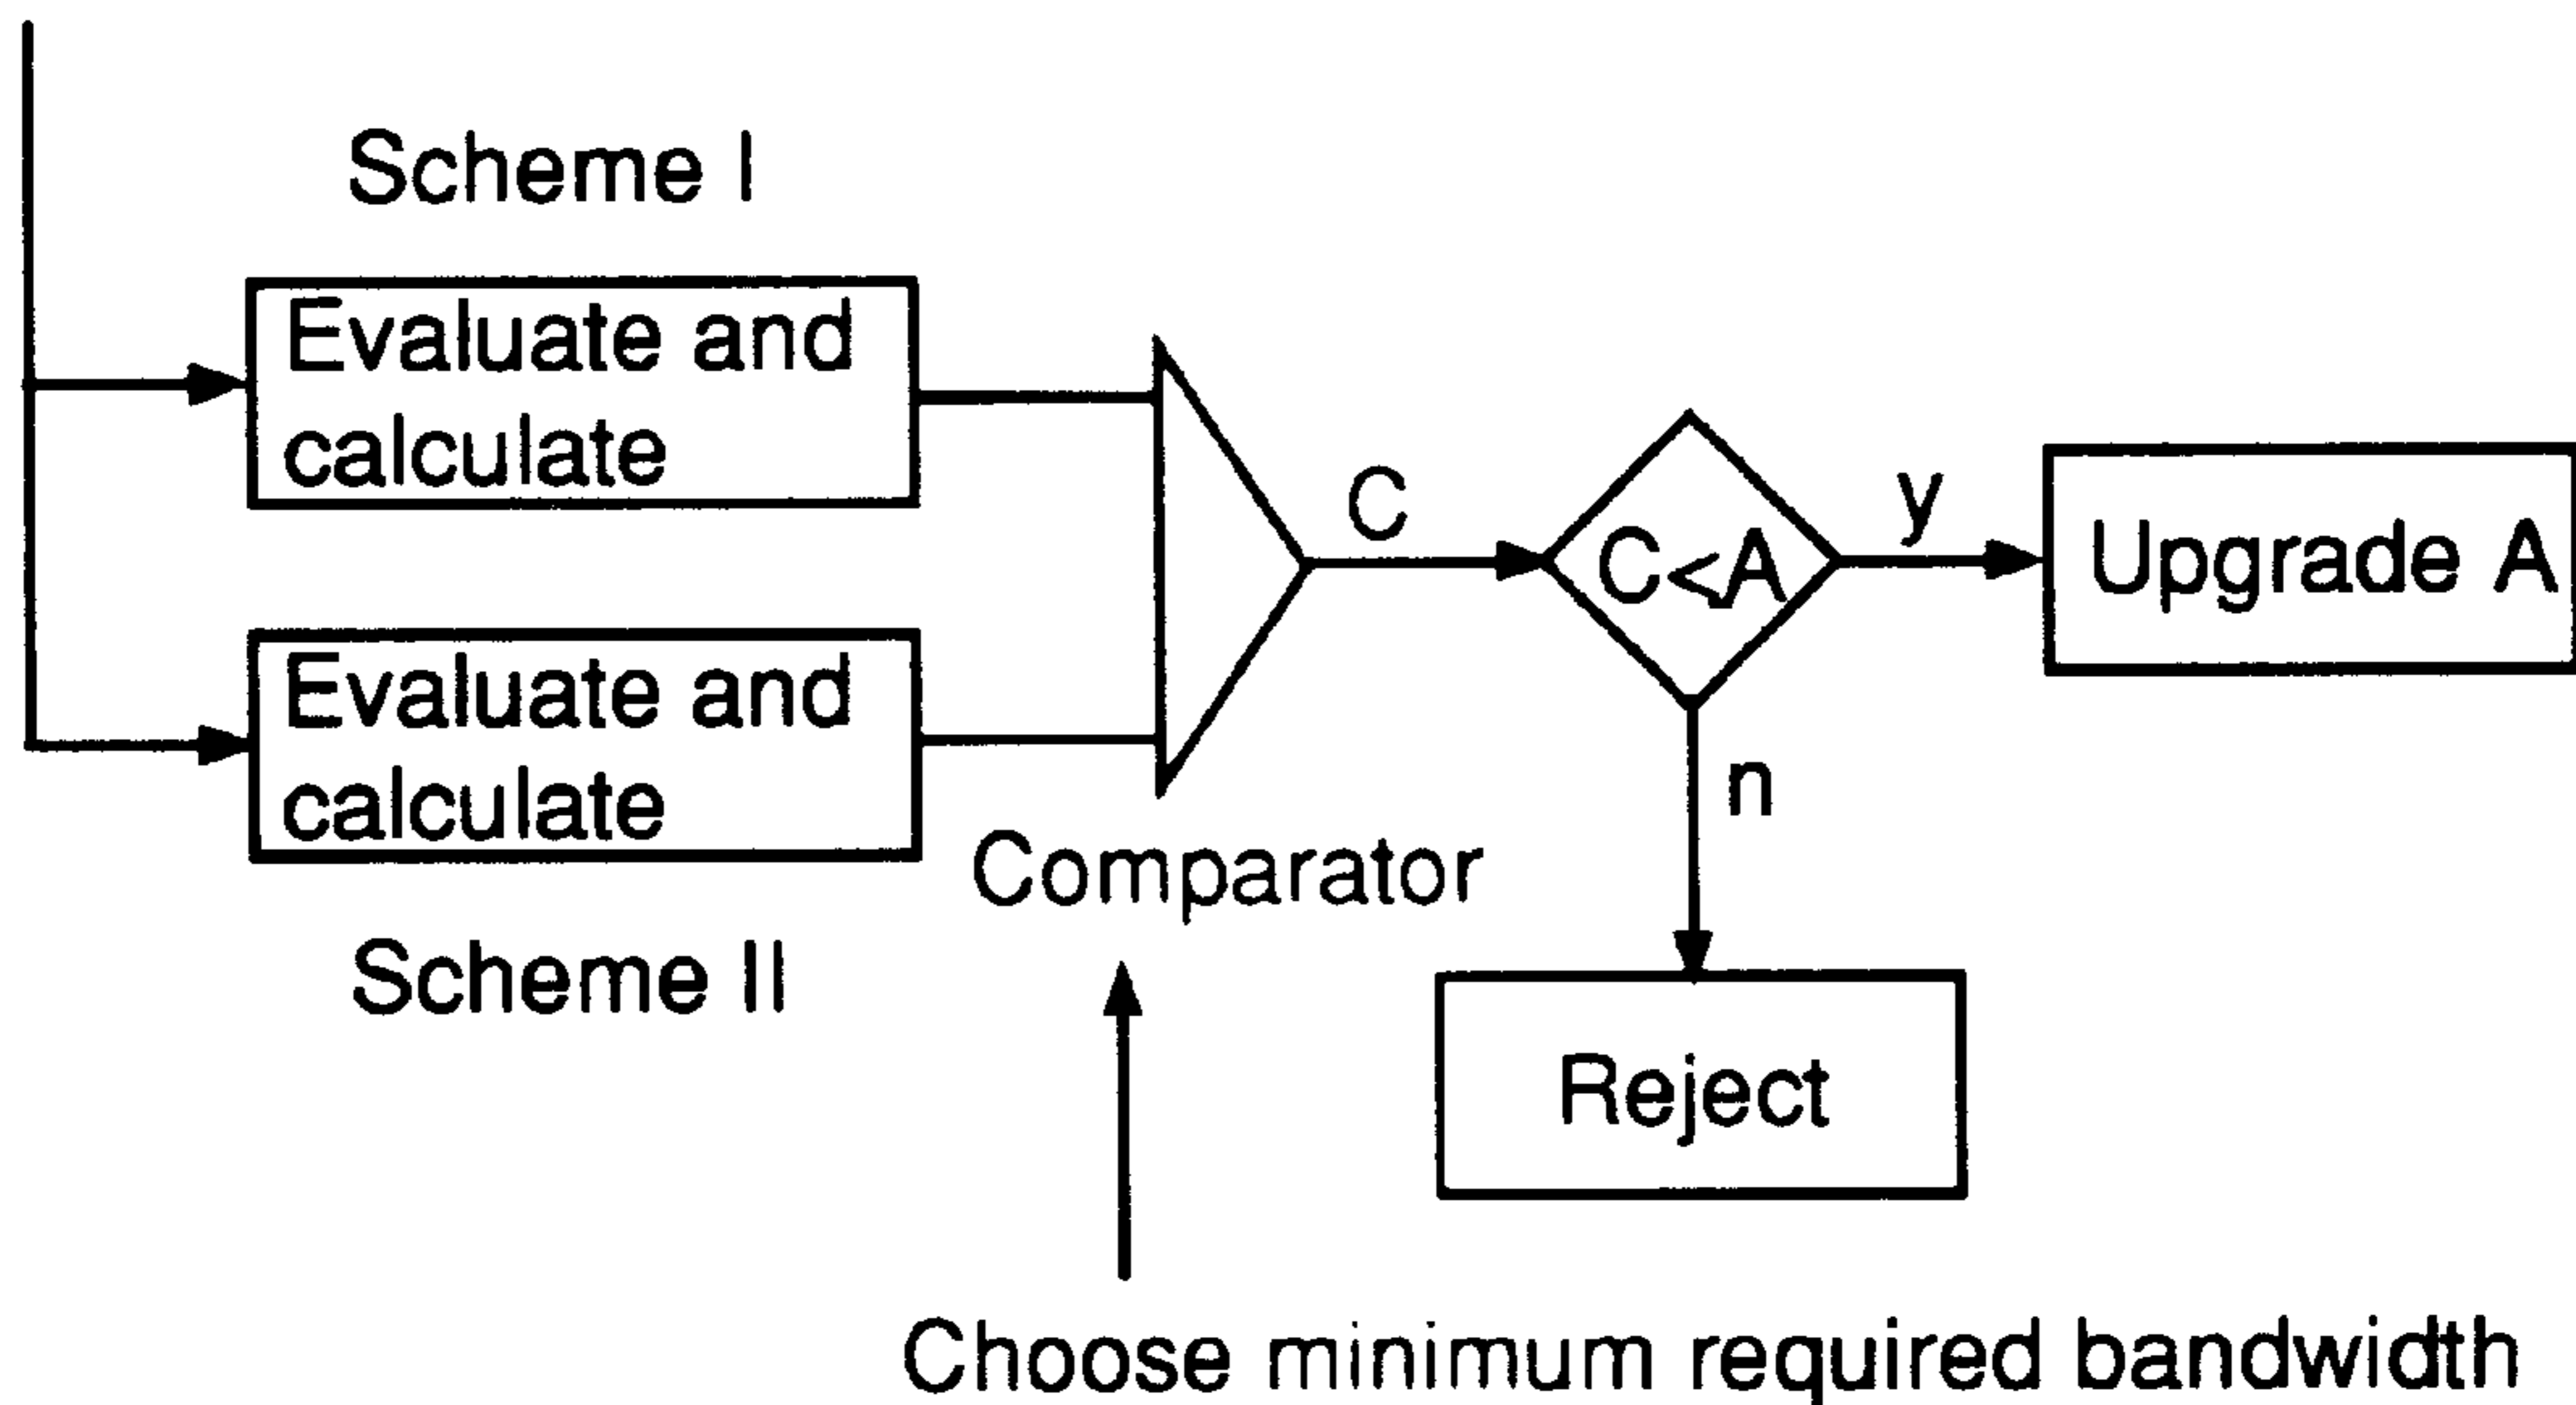 Scheme I
Evaluate and
calculate
Evaluate and
calculate
Scheme II
Comparator
C
C<A
y
Upgrade A
n
Reject
Choose minimum required bandwidth